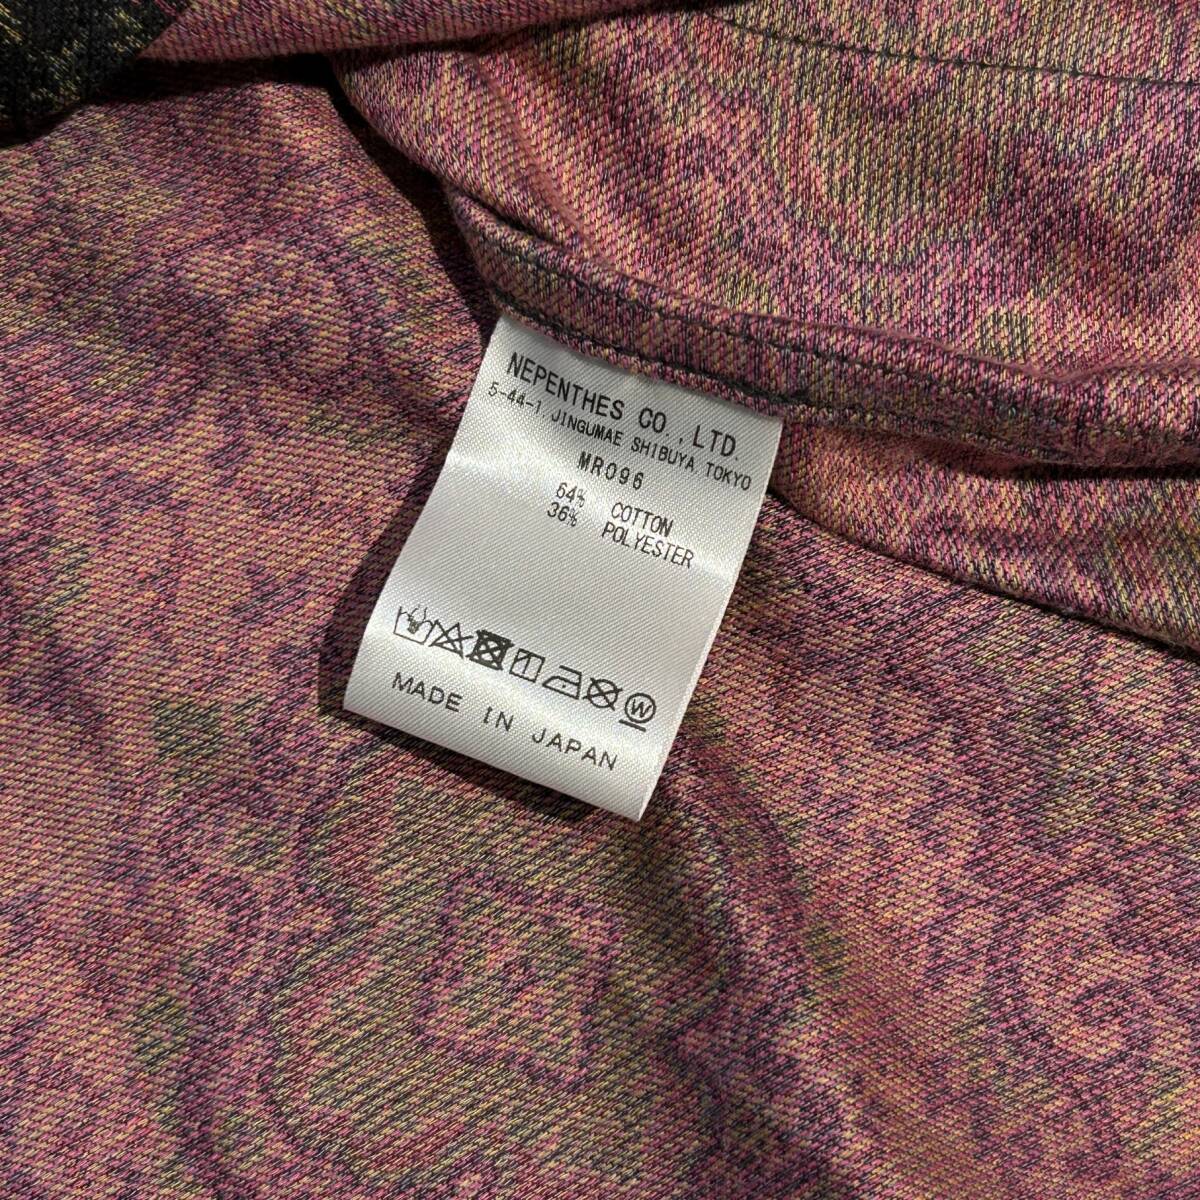 NEPENTHES CO.,LTD
5-44-1 JINGUMAE SHIBUYA TOKYO
MR096
64% COTTON
36% POLYESTER
W
MADE IN JAPAN